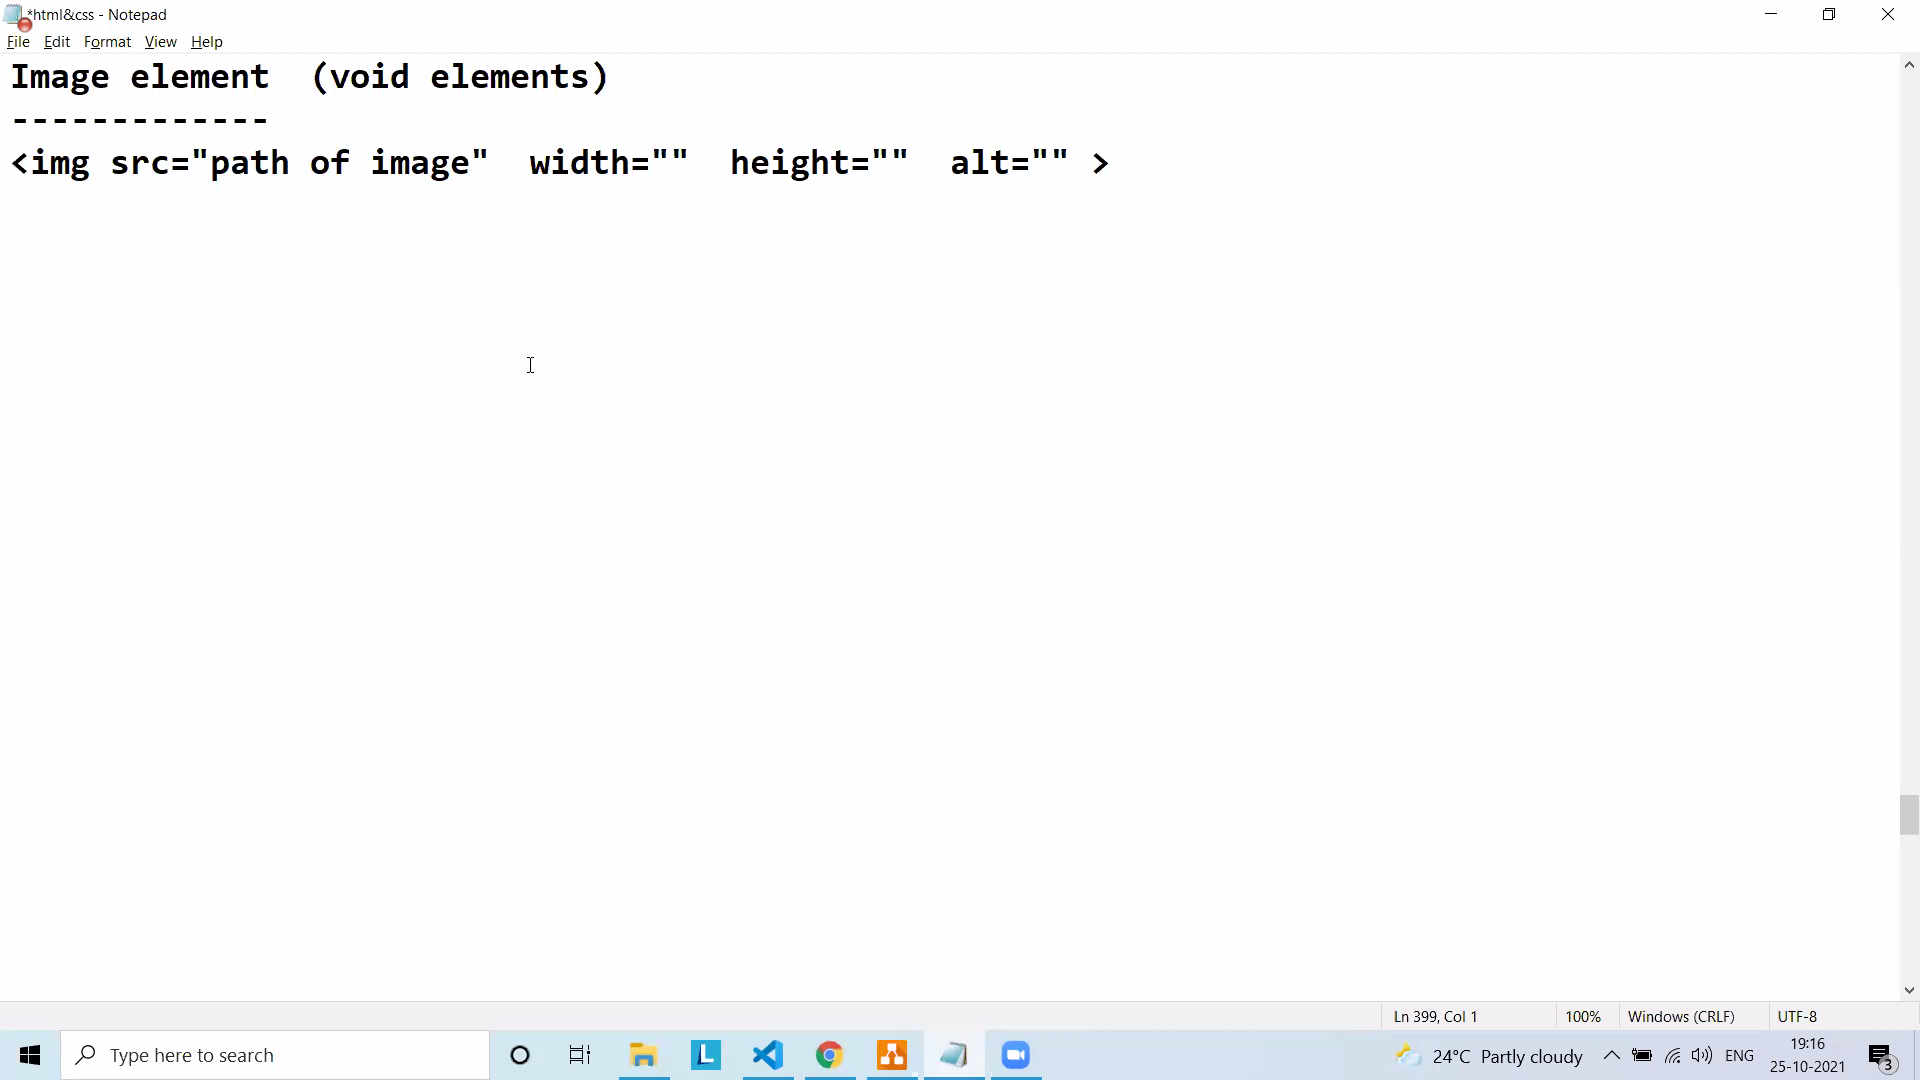 *html&css - Notepad
File Edit Format View Help
Image element  (void elements)
-------------
<img src="path of image"  width=""  height=""  alt="" >
Ln 399, Col 1 100% Windows (CRLF) UTF-8
Type here to search L 24°C Partly cloudy ENG 19:16
25-10-2021 3